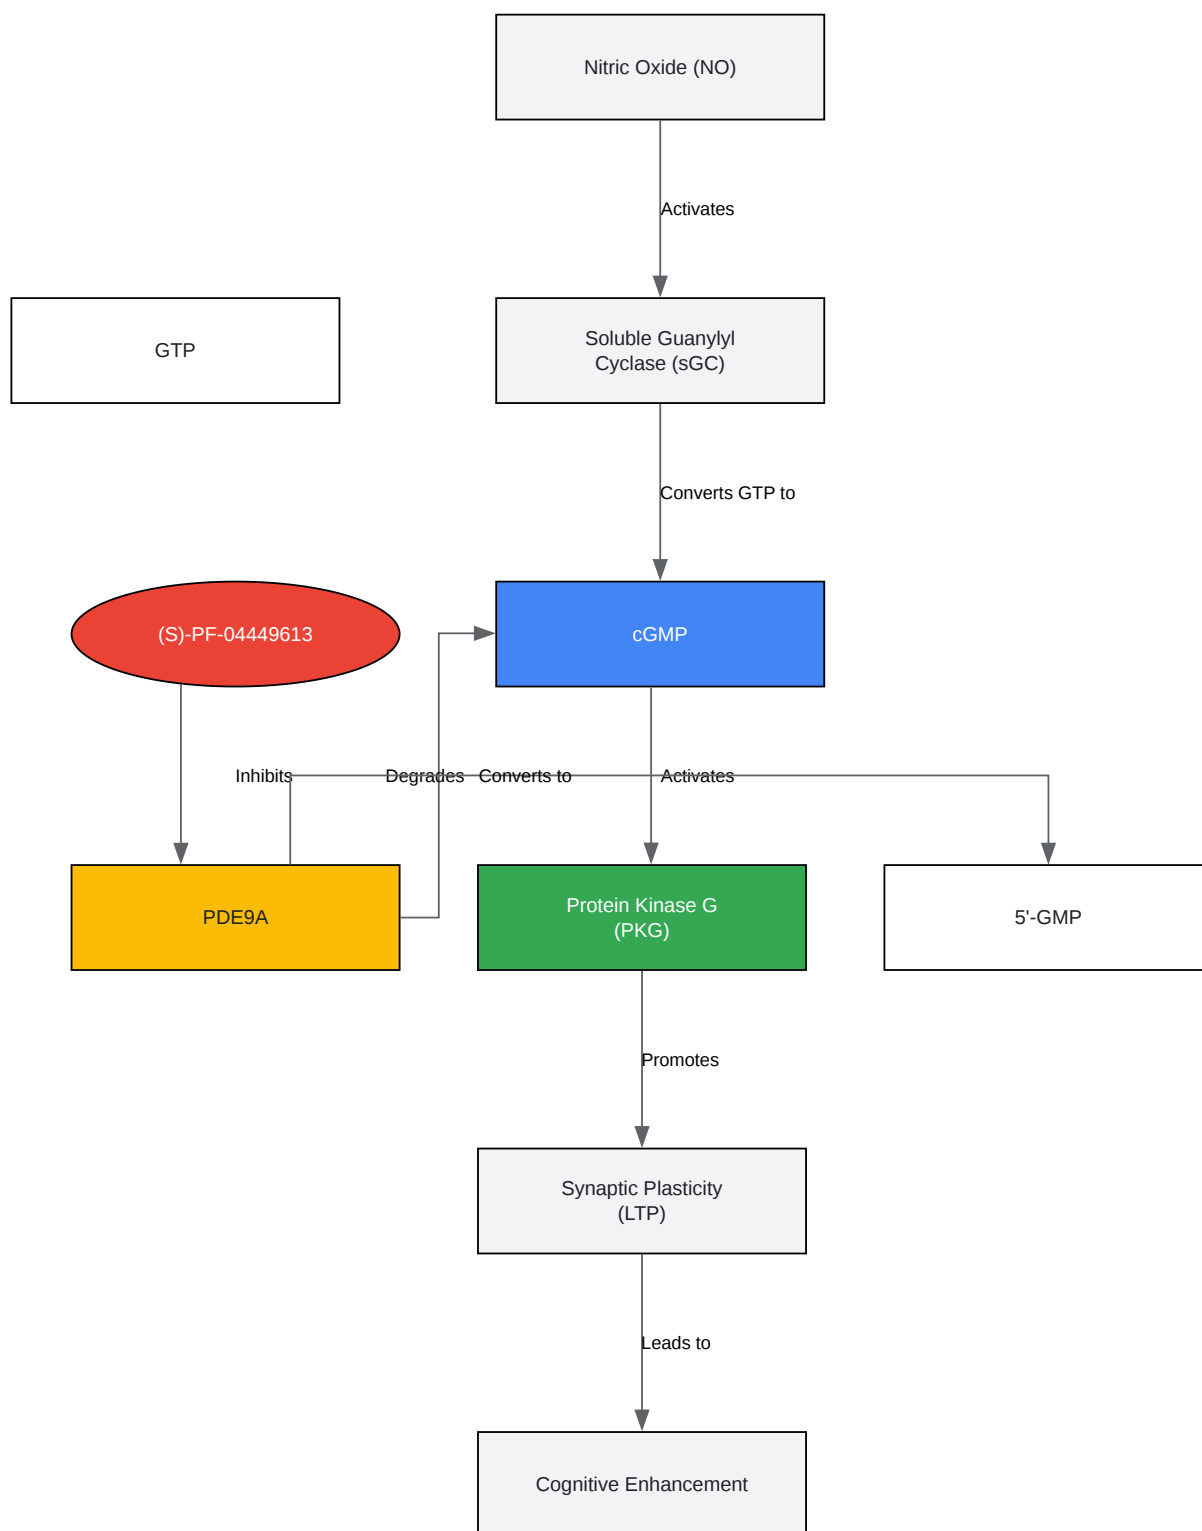 Nitric Oxide (NO)
Activates
GTP
Soluble Guanylyl
Cyclase (sGC)
Converts GTP to
(S)-PF-04449613
cGMP
Inhibits
Degrades
Converts to
Activates
PDE9A
Protein Kinase G
(PKG)
5'-GMP
Promotes
Synaptic Plasticity
(LTP)
Leads to
Cognitive Enhancement